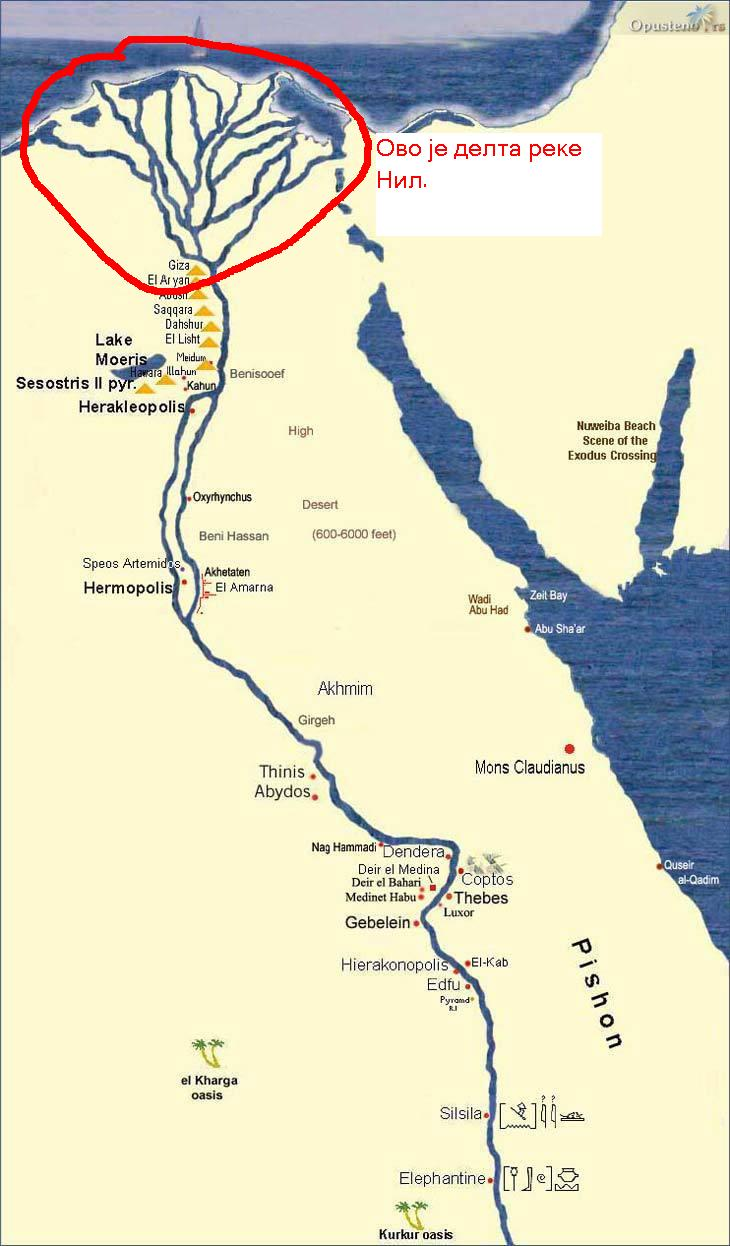 Opusteno rs
Ово је делта реке
Нил.
Giza
El Aryan
Abusir
Saqqara
Dahshur
El Lisht
Lake
Moeris
Meidum
Hawara Illahun
Sesostris II pyr.
Kahun
Benisooef
Herakleopolis
High
Nuweiba Beach
Scene of the
Exodus Crossing
Oxyrhynchus
Desert
(600-6000 feet)
Beni Hassan
Speos Artemidos
Akhetaten
Hermopolis
El Amarna
Wadi
Abu Had
Zeit Bay
Abu Sha'ar
Akhmim
Girgeh
Mons Claudianus
Thinis
Abydos
Nag Hammadi
Dendera
Deir el Medina
Coptos
Deir el Bahari
Medinet Habu
Thebes
Luxor
Quseir
al-Qadim
Gebelein
Pishon
Hierakonopolis
El-Kab
Edfu
Pyramd
el Kharga
oasis
Silsila
Elephantine
Kurkur oasis